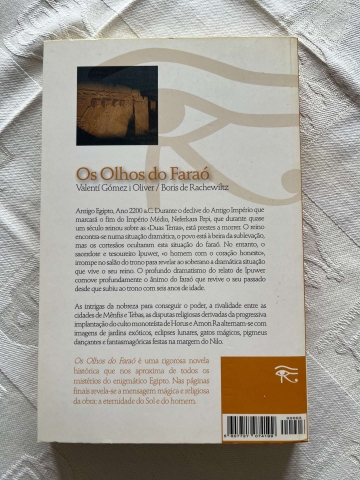 Os Olhos do Faraó
Valentí Gómez i Oliver / Boris de Rachewiltz
Antigo Egipto, Ano 2200 a.C. Durante o declive do Antigo Império que
marcará o fim do Império Médio, Neferkara Pepi, que durante quase
um século reinou sobre as «Duas Terras», está prestes a morrer. O reino
encontra-se numa situação dramática, o povo está à beira da sublevação,
mas os cortesãos ocultaram esta situação do faraó. No entanto, o
sacerdote e tesoureiro Ipuwer, «o homem com o coração honesto»,
irrompe no salão do trono para revelar ao soberano a dramática situação
que vive o seu reino. O profundo dramatismo do relato de Ipuwer
comove profundamente o ânimo do faraó que revive o seu passado
desde que subiu ao trono com seis anos de idade.
As intrigas da nobreza para conseguir o poder, a rivalidade entre as
cidades de Mênfis e Tebas, as disputas religiosas derivadas da progressiva
implantação do culto monoteísta de Horus e Amon Ra alternam-se com
imagens de jardins exóticos, eclipses lunares, gatos mágicos, pigmeus
dançantes e fantasmagóricas festas na margem do Nilo.
Os Olhos do Faraó é uma rigorosa novela
histórica que nos aproxima de todos os
mistérios do enigmático Egipto. Nas páginas
finais revela-se a mensagem mágica e religiosa
da obra: a eternidade do Sol e do homem.